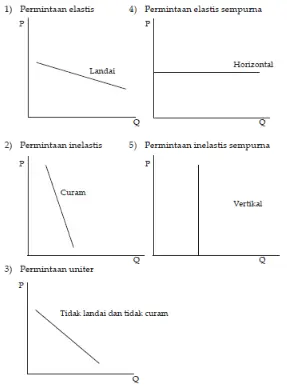 1) Permintaan elastis
P
Landai
Q
4) Permintaan elastis sempurna
P
Horizontal
Q
2) Permintaan inelastis
P
Curam
Q
5) Permintaan inelastis sempurna
P
Vertikal
Q
3) Permintaan uniter
P
Tidak landai dan tidak curam
Q